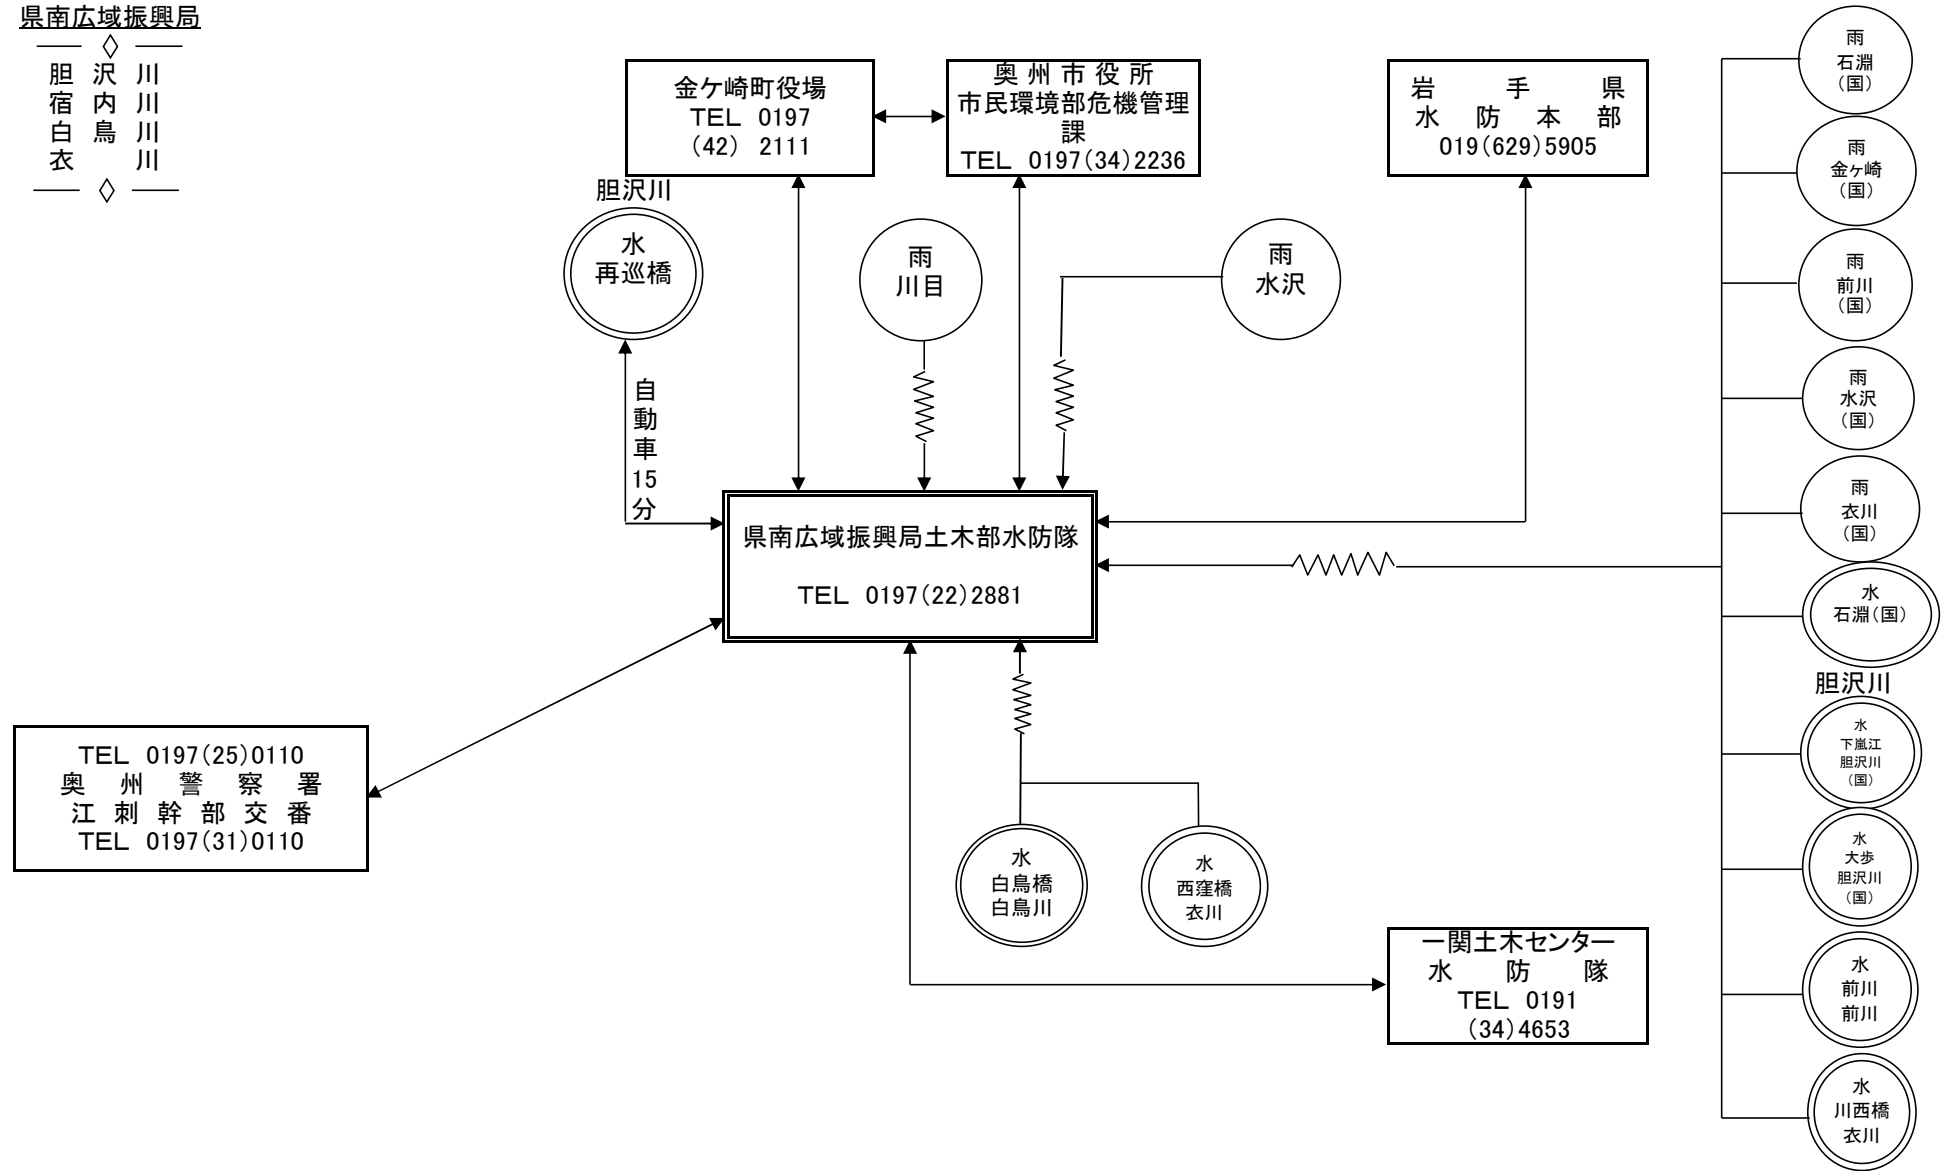 県南広域振興局
胆沢川
宿内川
白鳥川
衣川
金ケ崎町役場
TEL 0197
(42) 2111
奥州市役所
市民環境部危機管理
課
TEL 0197(34)2236
岩手県
水防本部
019(629)5905
胆沢川
水
再巡橋
雨
川目
雨
水沢
自動車15分
県南広域振興局土木部水防隊
TEL 0197(22)2881
TEL 0197(25)0110
奥州警察署
江刺幹部交番
TEL 0197(31)0110
水
白鳥橋
白鳥川
水
西窪橋
衣川
一関土木センター
水防隊
TEL 0191
(34)4653
雨
石淵
(国)
雨
金ヶ崎
(国)
雨
前川
(国)
雨
水沢
(国)
雨
衣川
(国)
水
石淵(国)
胆沢川
水
下嵐江
胆沢川
(国)
水
大歩
胆沢川
(国)
水
前川
前川
水
川西橋
衣川